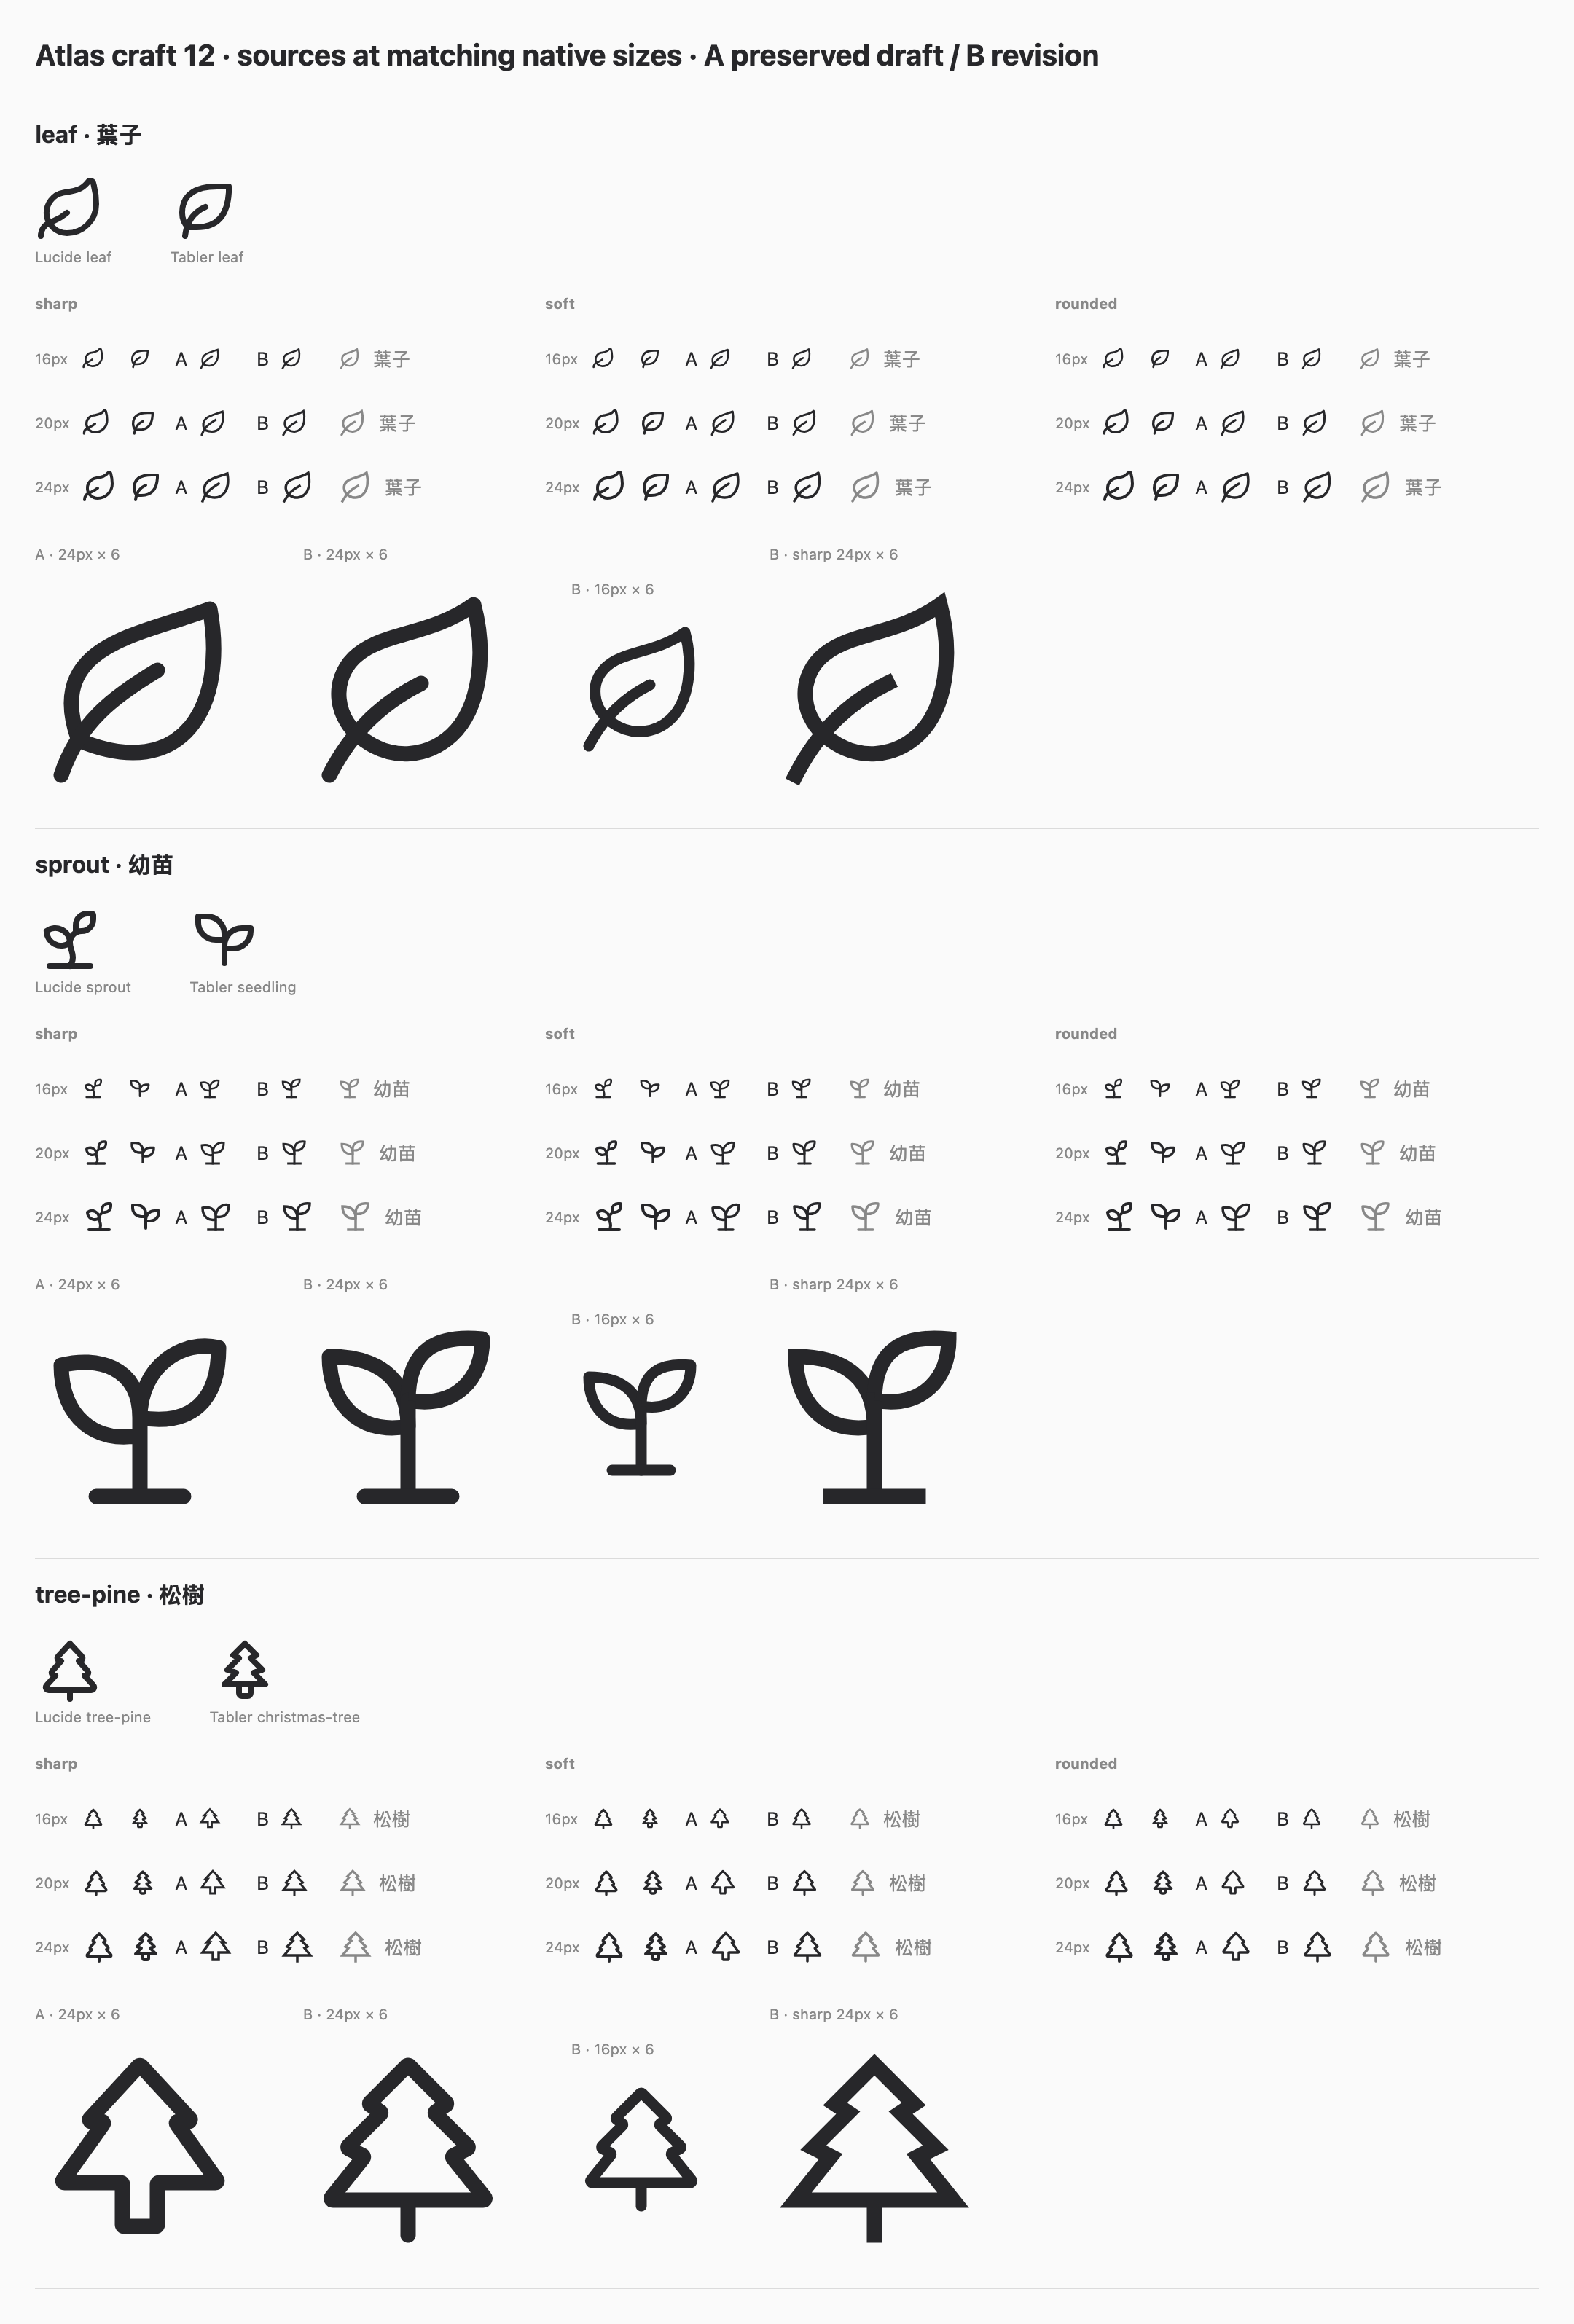 Atlas craft 12 · sources at matching native sizes · A preserved draft / B revision
leaf · 葉子
Lucide leaf Tabler leaf
sharp soft rounded
16px A B 葉子 16px A B 葉子 16px A B 葉子
20px A B 葉子 20px A B 葉子 20px A B 葉子
24px A B 葉子 24px A B 葉子 24px A B 葉子
A · 24px × 6 B · 24px × 6 B · sharp 24px × 6
B · 16px × 6
sprout · 幼苗
Lucide sprout Tabler seedling
sharp soft rounded
16px A B 幼苗 16px A B 幼苗 16px A B 幼苗
20px A B 幼苗 20px A B 幼苗 20px A B 幼苗
24px A B 幼苗 24px A B 幼苗 24px A B 幼苗
A · 24px × 6 B · 24px × 6 B · sharp 24px × 6
B · 16px × 6
tree-pine · 松樹
Lucide tree-pine Tabler christmas-tree
sharp soft rounded
16px A B 松樹 16px A B 松樹 16px A B 松樹
20px A B 松樹 20px A B 松樹 20px A B 松樹
24px A B 松樹 24px A B 松樹 24px A B 松樹
A · 24px × 6 B · 24px × 6 B · sharp 24px × 6
B · 16px × 6